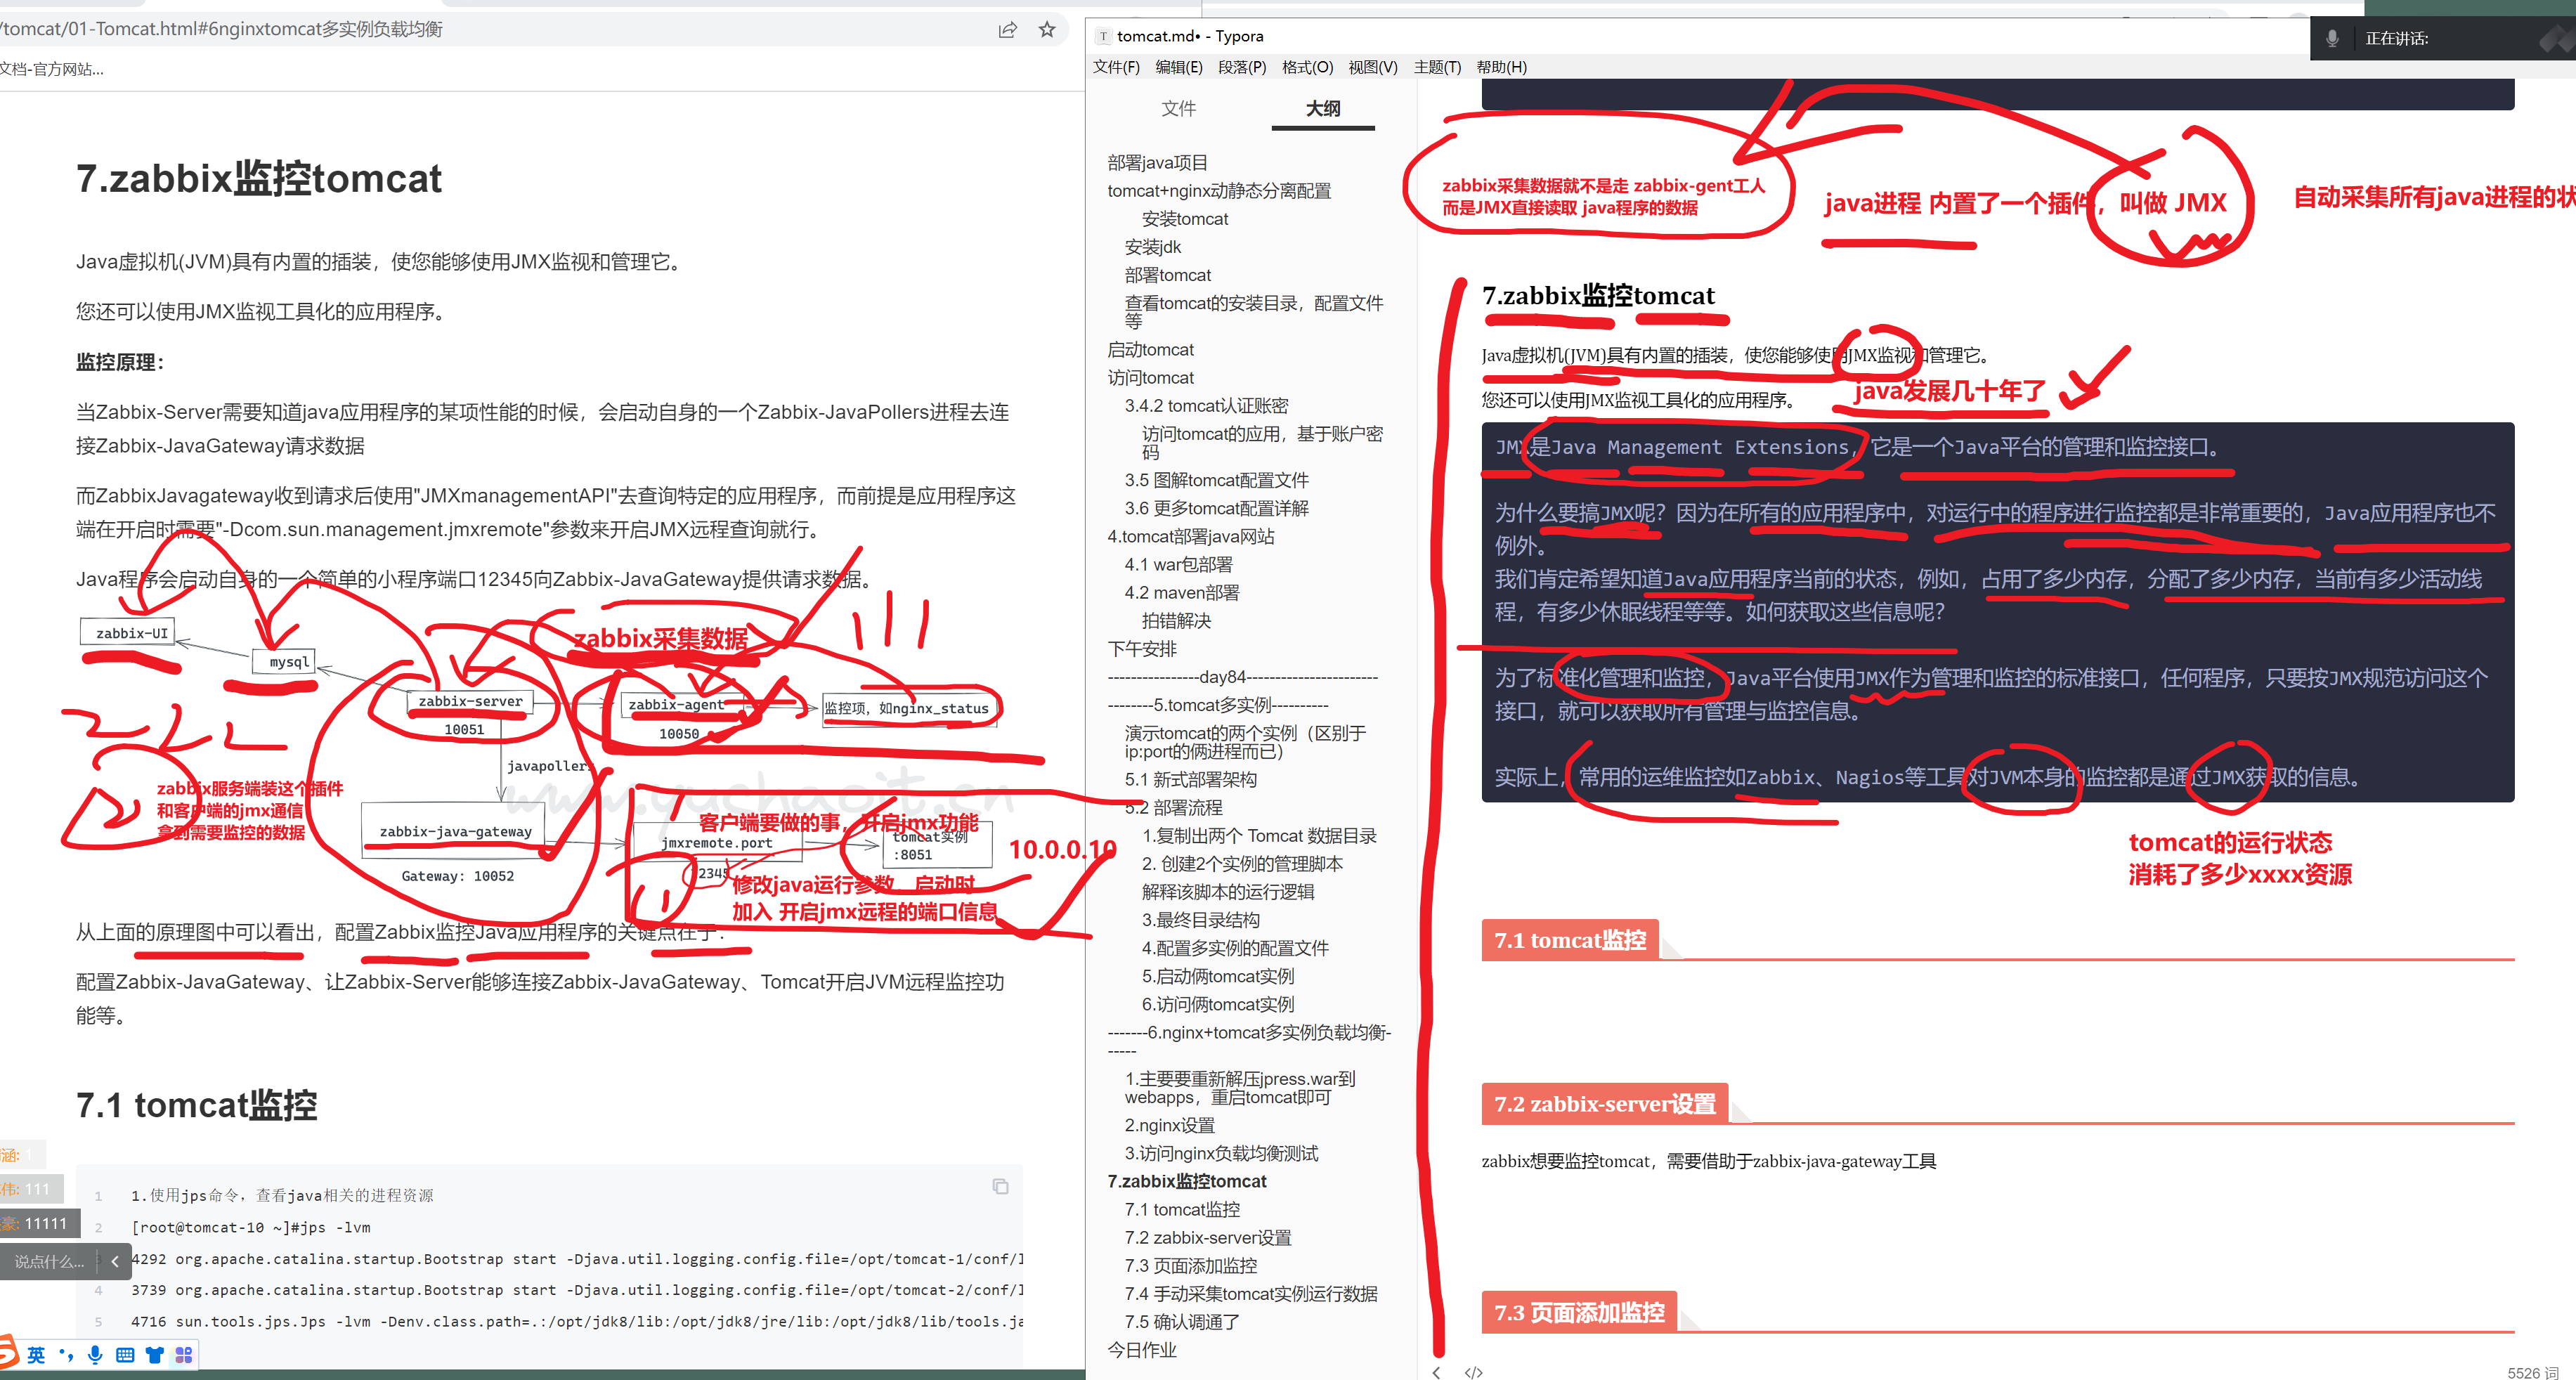 /tomcat/01-Tomcat.html#6nginxtomcat多实例负载均衡
文档-官方网站...
7.zabbix监控tomcat
Java虚拟机(JVM)具有内置的插装，使您能够使用JMX监视和管理它。
您还可以使用JMX监视工具化的应用程序。
监控原理：
当Zabbix-Server需要知道java应用程序的某项性能的时候，会启动自身的一个Zabbix-JavaPollers进程去连
接Zabbix-JavaGateway请求数据
而ZabbixJavagateway收到请求后使用"JMXmanagementAPI"去查询特定的应用程序，而前提是应用程序这
端在开启时需要"-Dcom.sun.management.jmxremote"参数来开启JMX远程查询就行。
Java程序会启动自身的一个简单的小程序端口12345向Zabbix-JavaGateway提供请求数据。
zabbix-UI
mysql
zabbix采集数据
zabbix-server
10051
zabbix-agent
10050
监控项，如nginx_status
javapollers
zabbix服务端装这个插件
和客户端的jmx通信
拿到需要监控的数据
www.yuchaoit.cn
zabbix-java-gateway
Gateway: 10052
客户端要做的事，开启jmx功能
jmxremote.port
12345
tomcat实例
:8051
10.0.0.10
修改java运行参数，启动时
加入 开启jmx远程的端口信息
从上面的原理图中可以看出，配置Zabbix监控Java应用程序的关键点在于：
配置Zabbix-JavaGateway、让Zabbix-Server能够连接Zabbix-JavaGateway、Tomcat开启JVM远程监控功
能等。
7.1 tomcat监控
涵: 1
伟: 111
豪: 11111
说点什么...
1 1.使用jps命令，查看java相关的进程资源
2 [root@tomcat-10 ~]#jps -lvm
3 4292 org.apache.catalina.startup.Bootstrap start -Djava.util.logging.config.file=/opt/tomcat-1/conf/l
4 3739 org.apache.catalina.startup.Bootstrap start -Djava.util.logging.config.file=/opt/tomcat-2/conf/l
5 4716 sun.tools.jps.Jps -lvm -Denv.class.path=.:/opt/jdk8/lib:/opt/jdk8/jre/lib:/opt/jdk8/lib/tools.ja
英
tomcat.md• - Typora
文件(F) 编辑(E) 段落(P) 格式(O) 视图(V) 主题(T) 帮助(H)
正在讲话:
文件 大纲
部署java项目
tomcat+nginx动静态分离配置
安装tomcat
安装jdk
部署tomcat
查看tomcat的安装目录，配置文件
等
启动tomcat
访问tomcat
3.4.2 tomcat认证账密
访问tomcat的应用，基于账户密
码
3.5 图解tomcat配置文件
3.6 更多tomcat配置详解
4.tomcat部署java网站
4.1 war包部署
4.2 maven部署
拍错解决
下午安排
-----------------day84------------------------
--------5.tomcat多实例----------
演示tomcat的两个实例（区别于
ip:port的俩进程而已）
5.1 新式部署架构
5.2 部署流程
1.复制出两个 Tomcat 数据目录
2. 创建2个实例的管理脚本
解释该脚本的运行逻辑
3.最终目录结构
4.配置多实例的配置文件
5.启动俩tomcat实例
6.访问俩tomcat实例
-------6.nginx+tomcat多实例负载均衡-
-----
1.主要要重新解压jpress.war到
webapps，重启tomcat即可
2.nginx设置
3.访问nginx负载均衡测试
7.zabbix监控tomcat
7.1 tomcat监控
7.2 zabbix-server设置
7.3 页面添加监控
7.4 手动采集tomcat实例运行数据
7.5 确认调通了
今日作业
zabbix采集数据就不是走 zabbix-gent工人
而是JMX直接读取 java程序的数据
java进程 内置了一个插件，叫做 JMX
自动采集所有java进程的状
7.zabbix监控tomcat
Java虚拟机(JVM)具有内置的插装，使您能够使用JMX监视和管理它。
java发展几十年了
您还可以使用JMX监视工具化的应用程序。
JMX是Java Management Extensions，它是一个Java平台的管理和监控接口。
为什么要搞JMX呢？因为在所有的应用程序中，对运行中的程序进行监控都是非常重要的，Java应用程序也不
例外。
我们肯定希望知道Java应用程序当前的状态，例如，占用了多少内存，分配了多少内存，当前有多少活动线
程，有多少休眠线程等等。如何获取这些信息呢？
为了标准化管理和监控，Java平台使用JMX作为管理和监控的标准接口，任何程序，只要按JMX规范访问这个
接口，就可以获取所有管理与监控信息。
实际上，常用的运维监控如Zabbix、Nagios等工具对JVM本身的监控都是通过JMX获取的信息。
tomcat的运行状态
消耗了多少xxxx资源
7.1 tomcat监控
7.2 zabbix-server设置
zabbix想要监控tomcat，需要借助于zabbix-java-gateway工具
7.3 页面添加监控
5526 词